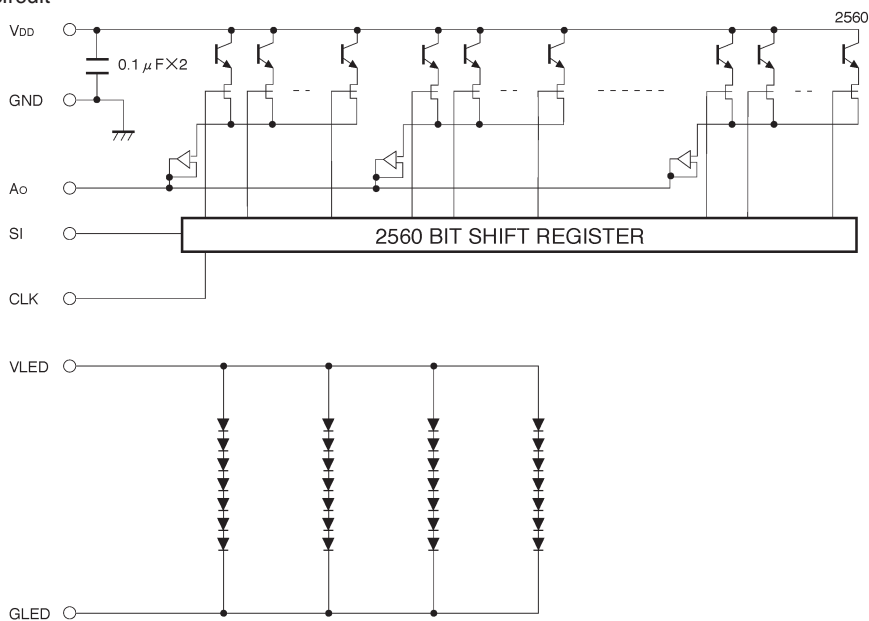 2560
VDD
0.1 μF×2
GND
AO
SI
2560 BIT SHIFT REGISTER
CLK
VLED
GLED